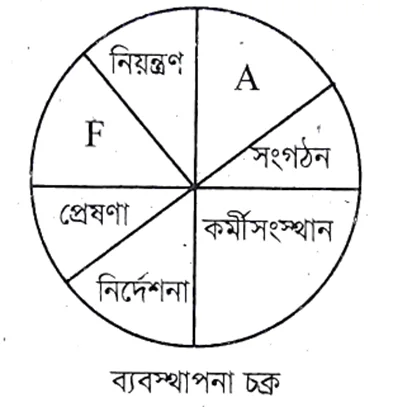 নিয়ন্ত্রণ
A
F
সংগঠন
প্রেষণা
কর্মীসংস্থান
নির্দেশনা
ব্যবস্থাপনা চক্র